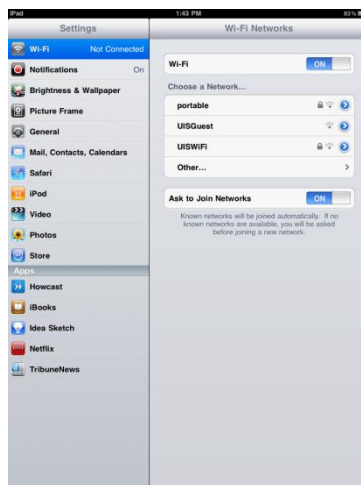 iPad 1:43 PM 83%
Settings
Wi-Fi Not Connected
Notifications On
Brightness & Wallpaper
Picture Frame
General
Mail, Contacts, Calendars
Safari
iPod
Video
Photos
Store
Apps
Howcast
iBooks
Idea Sketch
Netflix
TribuneNews
Wi-Fi Networks
Wi-Fi ON
Choose a Network...
portable
UISGuest
UISWiFi
Other...
Ask to Join Networks ON
Known networks will be joined automatically. If no
known networks are available, you will be asked
before joining a new network.